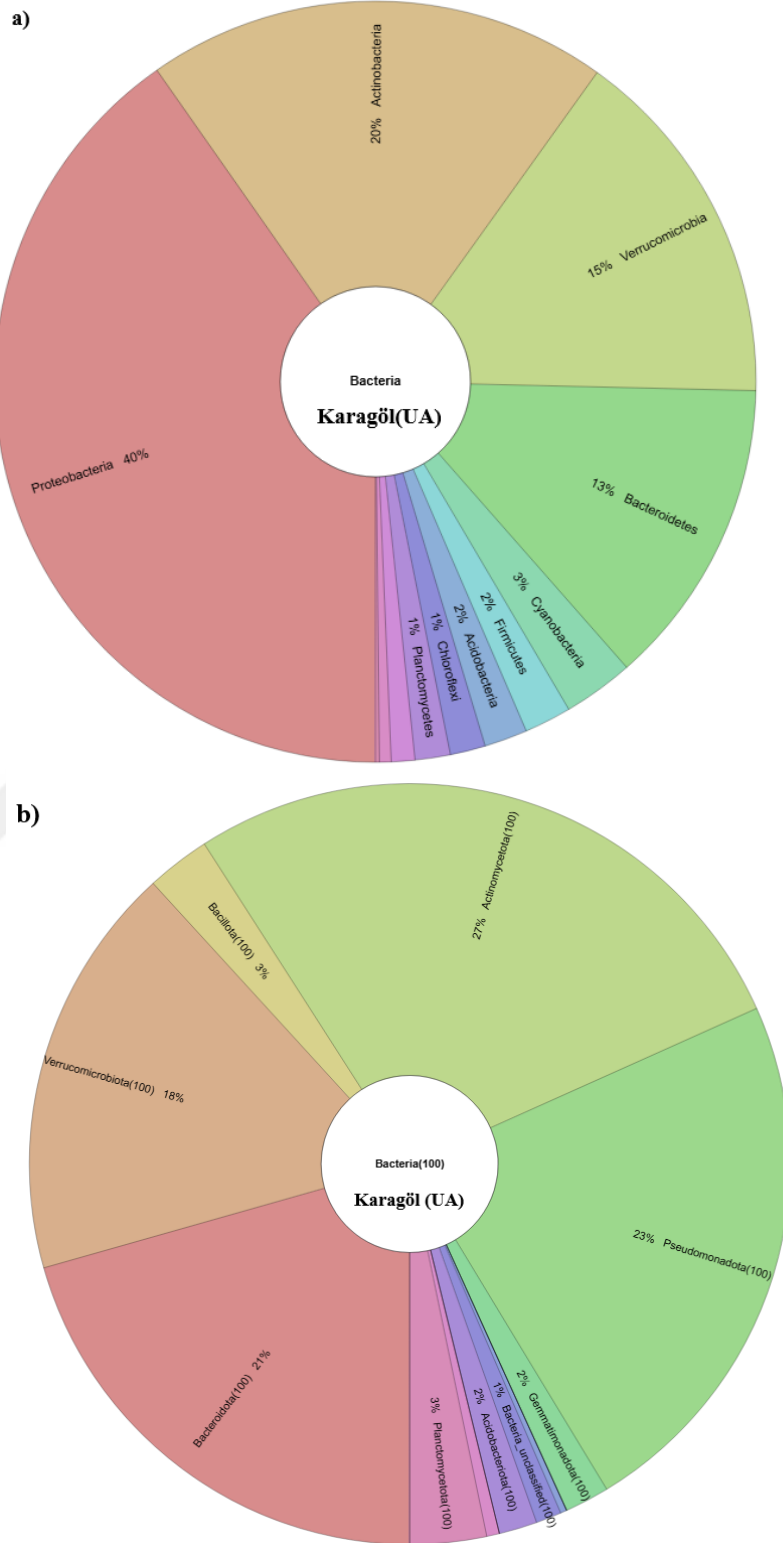 a)
20% Actinobacteria
15% Verrucomicrobia
Bacteria
Karagöl(UA)
Proteobacteria 40%
13% Bacteroidetes
3% Cyanobacteria
2% Firmicutes
2% Acidobacteria
1% Chloroflexi
1% Planctomycetes
b)
27% Actinomycetota(100)
Bacillota(100) 3%
Verrucomicrobiota(100) 18%
Bacteria(100)
Karagöl (UA)
23% Pseudomonadota(100)
Bacteroidota(100) 21%
2% Gemmatimonadota(100)
1% Bacteria_unclassified(100)
2% Acidobacteriota(100)
3% Planctomycetota(100)